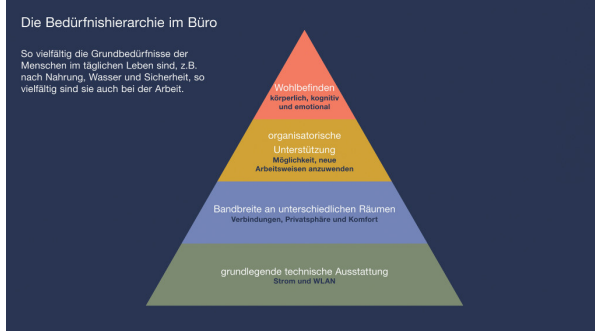 Die Bedürfnishierarchie im Büro
So vielfältig die Grundbedürfnisse der
Menschen im täglichen Leben sind, z.B.
nach Nahrung, Wasser und Sicherheit, so
vielfältig sind sie auch bei der Arbeit.
Wohlbefinden
körperlich, kognitiv
und emotional
organisatorische
Unterstützung
Möglichkeit, neue
Arbeitsweisen anzuwenden
Bandbreite an unterschiedlichen Räumen
Verbindungen, Privatsphäre und Komfort
grundlegende technische Ausstattung
Strom und WLAN